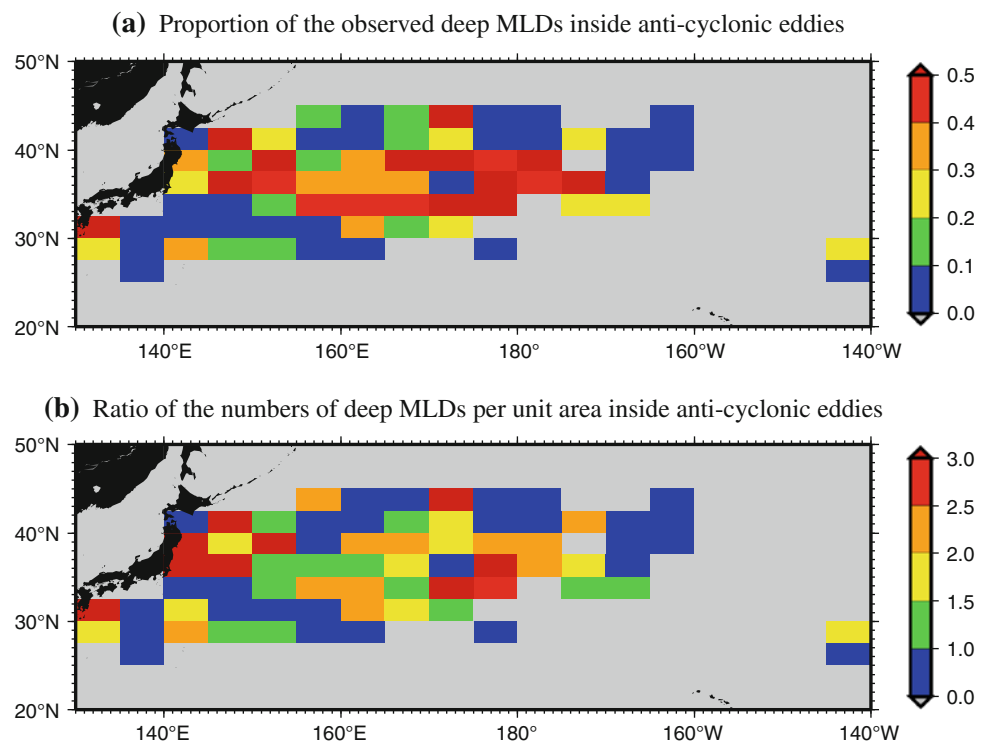 (a) Proportion of the observed deep MLDs inside anti-cyclonic eddies
50°N
40°N
30°N
20°N
140°E 160°E 180° 160°W 140°W
0.5
0.4
0.3
0.2
0.1
0.0
(b) Ratio of the numbers of deep MLDs per unit area inside anti-cyclonic eddies
50°N
40°N
30°N
20°N
140°E 160°E 180° 160°W 140°W
3.0
2.5
2.0
1.5
1.0
0.0